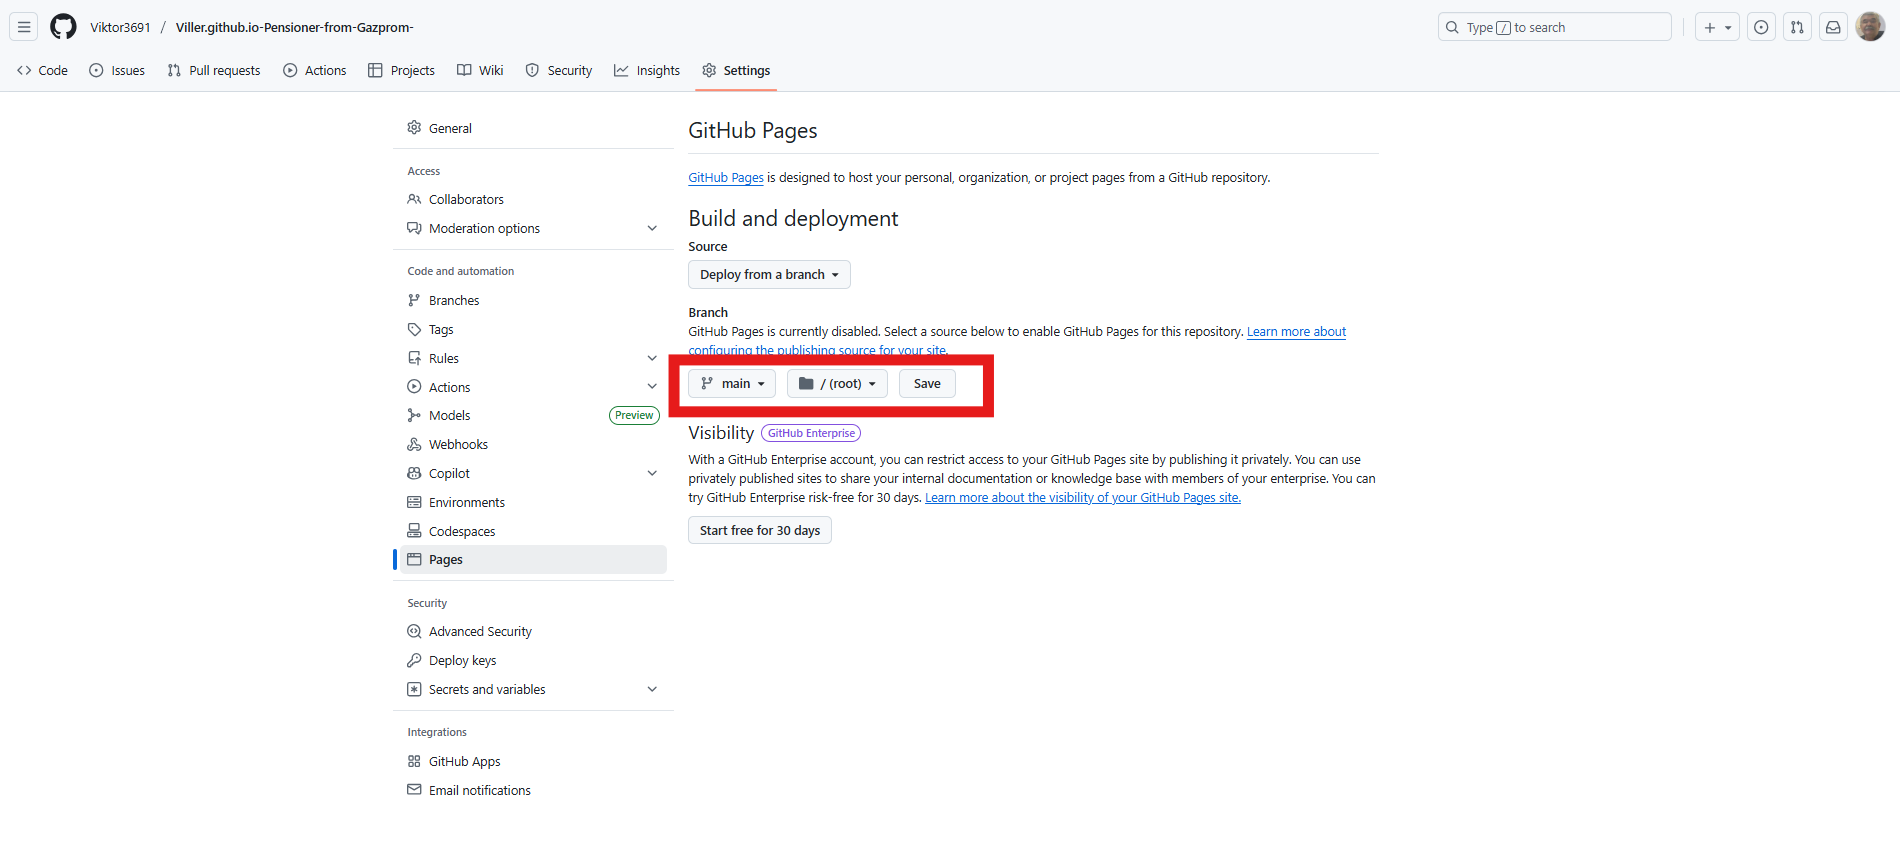 Viktor3691 / Viller.github.io-Pensioner-from-Gazprom-
Type / to search
Code
Issues
Pull requests
Actions
Projects
Wiki
Security
Insights
Settings
General
Access
Collaborators
Moderation options
Code and automation
Branches
Tags
Rules
Actions
Models Preview
Webhooks
Copilot
Environments
Codespaces
Pages
Security
Advanced Security
Deploy keys
Secrets and variables
Integrations
GitHub Apps
Email notifications
GitHub Pages
GitHub Pages is designed to host your personal, organization, or project pages from a GitHub repository.
Build and deployment
Source
Deploy from a branch
Branch
GitHub Pages is currently disabled. Select a source below to enable GitHub Pages for this repository. Learn more about
configuring the publishing source for your site.
main / (root) Save
Visibility GitHub Enterprise
With a GitHub Enterprise account, you can restrict access to your GitHub Pages site by publishing it privately. You can use
privately published sites to share your internal documentation or knowledge base with members of your enterprise. You can
try GitHub Enterprise risk-free for 30 days. Learn more about the visibility of your GitHub Pages site.
Start free for 30 days